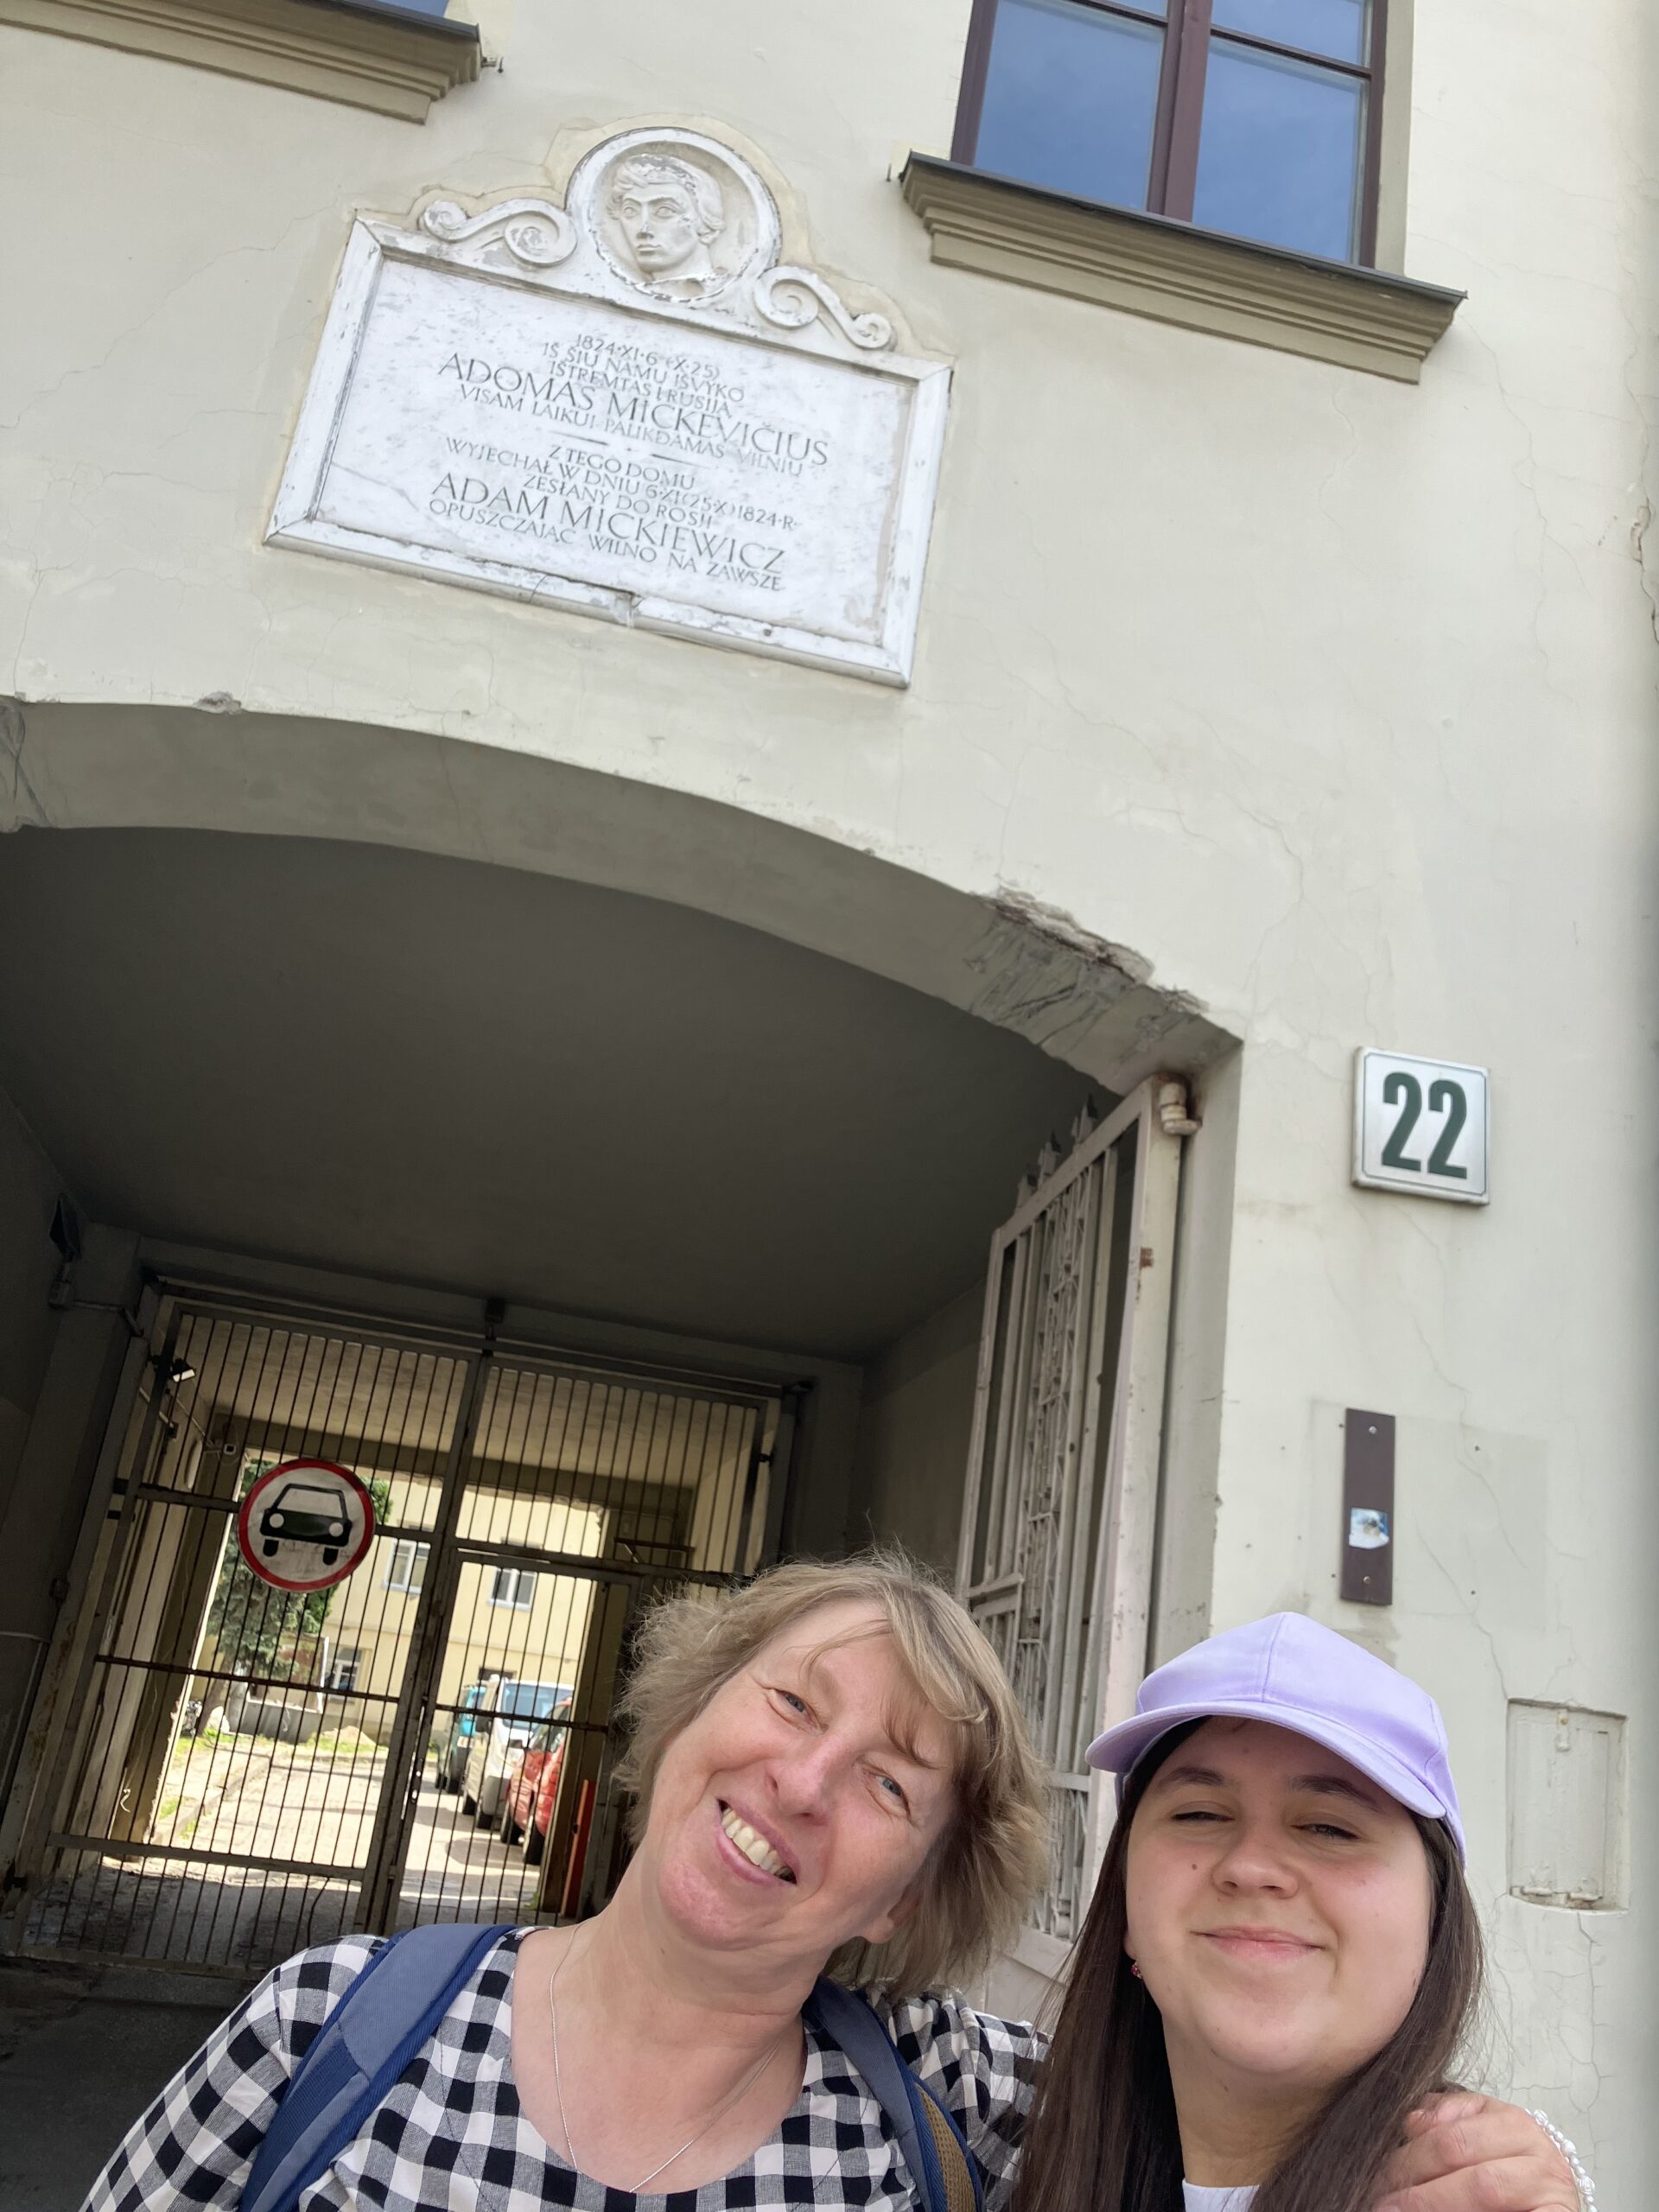 1824·XI·6·(X·25)
IŠ ŠIŲ NAMŲ IŠVYKO
IŠTREMTAS Į RUSIJĄ
ADOMAS MICKEVIČIUS
VISAM LAIKUI PALIKDAMAS VILNIŲ
Z TEGO DOMU
WYJECHAŁ W DNIU 6·XI·(25·X·)1824·R·
ZESŁANY DO ROSJI
ADAM MICKIEWICZ
OPUSZCZAJĄC WILNO NA ZAWSZE
22